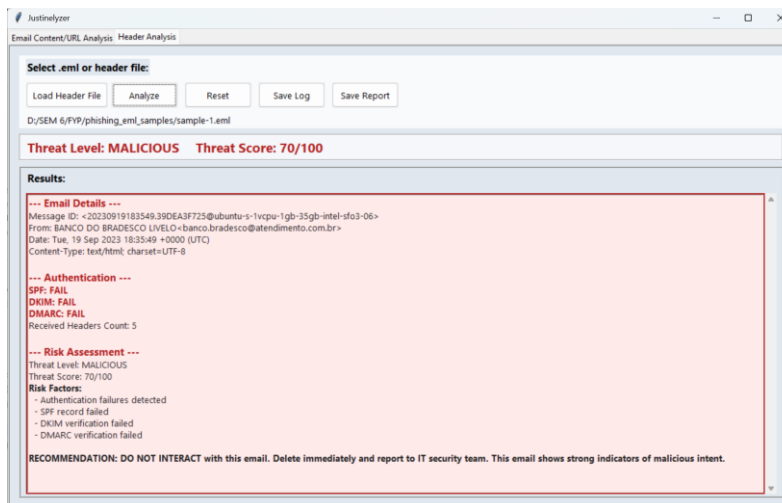 Justinelyzer
Email Content/URL Analysis Header Analysis
Select .eml or header file:
Load Header File Analyze Reset Save Log Save Report
D:/SEM 6/FYP/phishing_eml_samples/sample-1.eml
Threat Level: MALICIOUS Threat Score: 70/100
Results:
--- Email Details ---
Message ID: <20230919183549.39DEA3F725@ubuntu-s-1vcpu-1gb-35gb-intel-sfo3-06>
From: BANCO DO BRADESCO LIVELO<banco.bradesco@atendimento.com.br>
Date: Tue, 19 Sep 2023 18:35:49 +0000 (UTC)
Content-Type: text/html; charset=UTF-8
--- Authentication ---
SPF: FAIL
DKIM: FAIL
DMARC: FAIL
Received Headers Count: 5
--- Risk Assessment ---
Threat Level: MALICIOUS
Threat Score: 70/100
Risk Factors:
- Authentication failures detected
- SPF record failed
- DKIM verification failed
- DMARC verification failed
RECOMMENDATION: DO NOT INTERACT with this email. Delete immediately and report to IT security team. This email shows strong indicators of malicious intent.